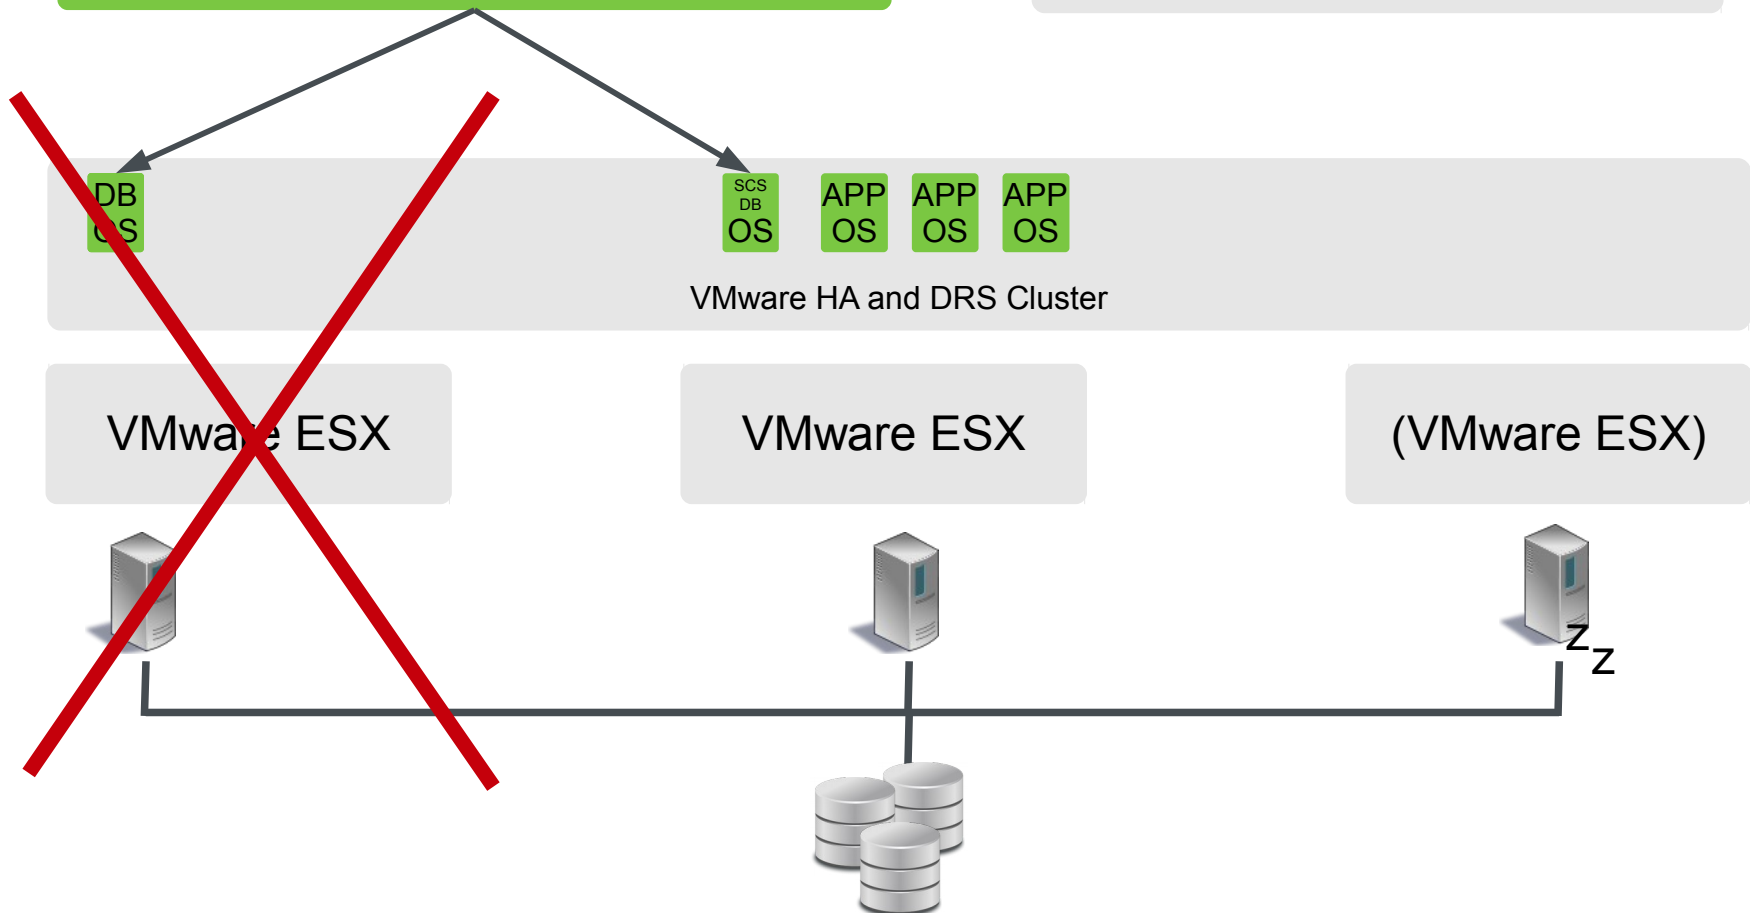 DB
OS
SCS
DB
OS
APP
OS
APP
OS
APP
OS
VMware HA and DRS Cluster
VMware ESX
VMware ESX
(VMware ESX)
z
z